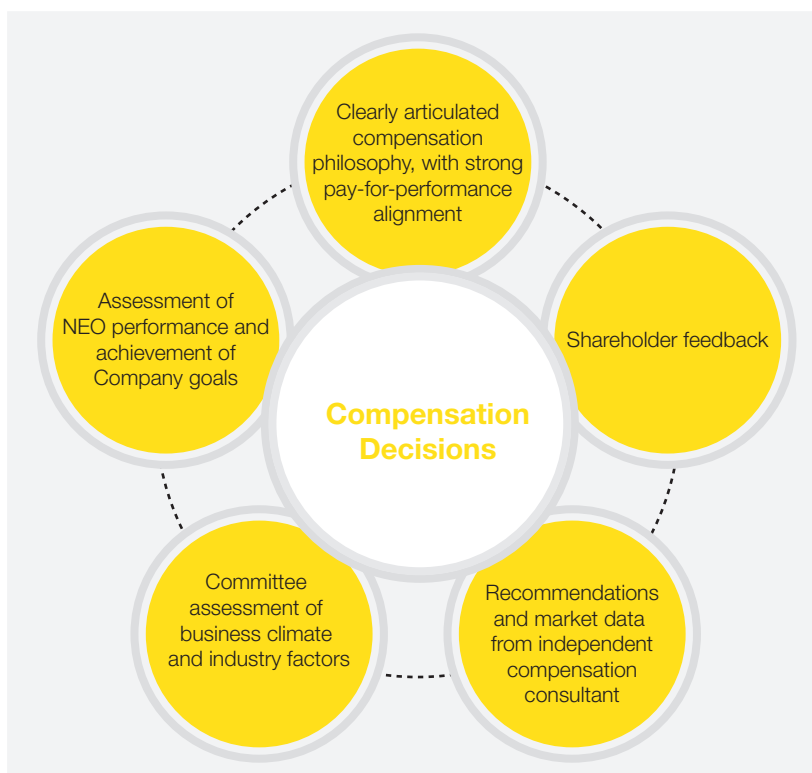 Clearly articulated
compensation
philosophy, with strong
pay-for-performance
alignment
Shareholder feedback
Recommendations
and market data
from independent
compensation
consultant
Committee
assessment of
business climate
and industry factors
Assessment of
NEO performance and
achievement of
Company goals
Compensation
Decisions